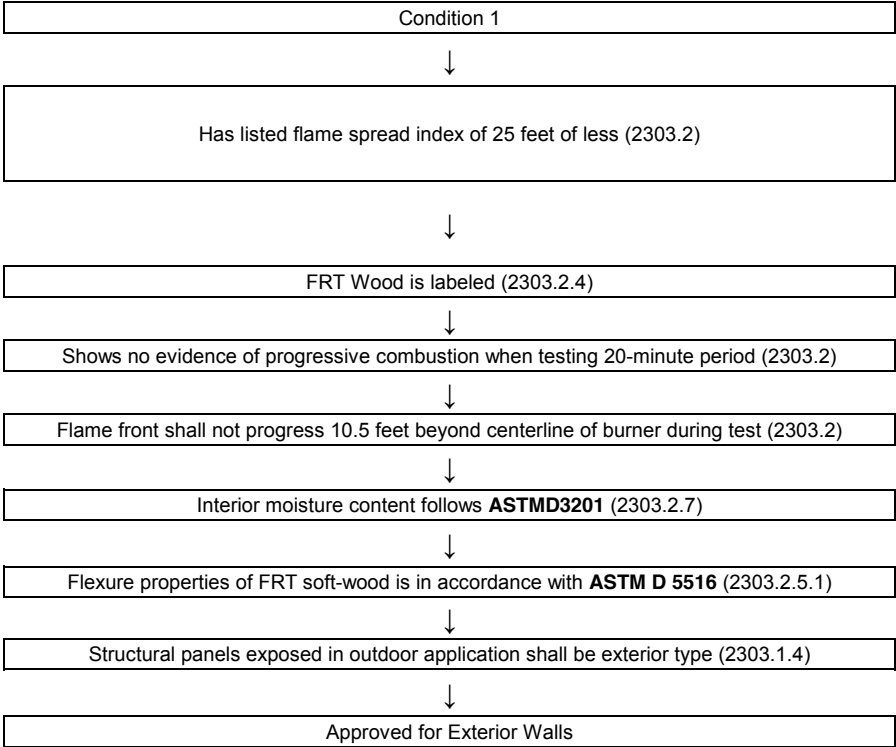 Condition 1
↓
Has listed flame spread index of 25 feet of less (2303.2)
↓
FRT Wood is labeled (2303.2.4)
↓
Shows no evidence of progressive combustion when testing 20-minute period (2303.2)
↓
Flame front shall not progress 10.5 feet beyond centerline of burner during test (2303.2)
↓
Interior moisture content follows ASTMD3201 (2303.2.7)
↓
Flexure properties of FRT soft-wood is in accordance with ASTM D 5516 (2303.2.5.1)
↓
Structural panels exposed in outdoor application shall be exterior type (2303.1.4)
↓
Approved for Exterior Walls